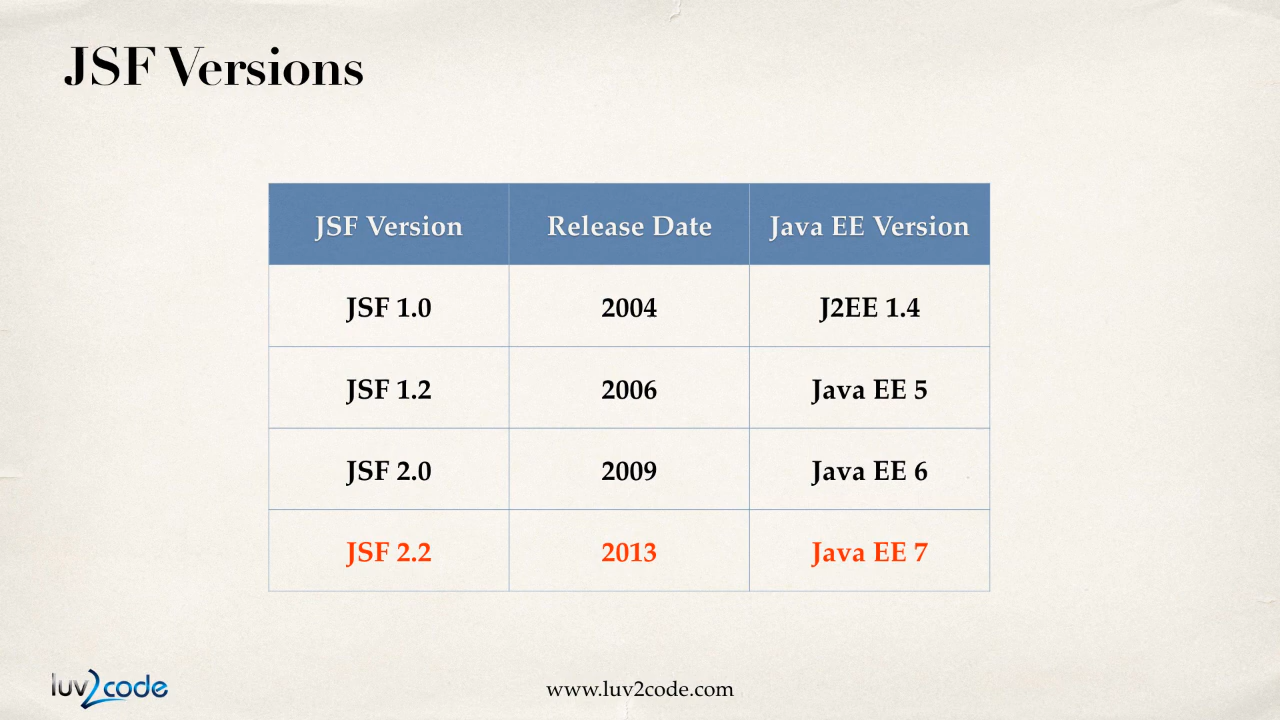 JSF Versions
JSF Version Release Date Java EE Version
JSF 1.0 2004 J2EE 1.4
JSF 1.2 2006 Java EE 5
JSF 2.0 2009 Java EE 6
JSF 2.2 2013 Java EE 7
luv2code
www.luv2code.com